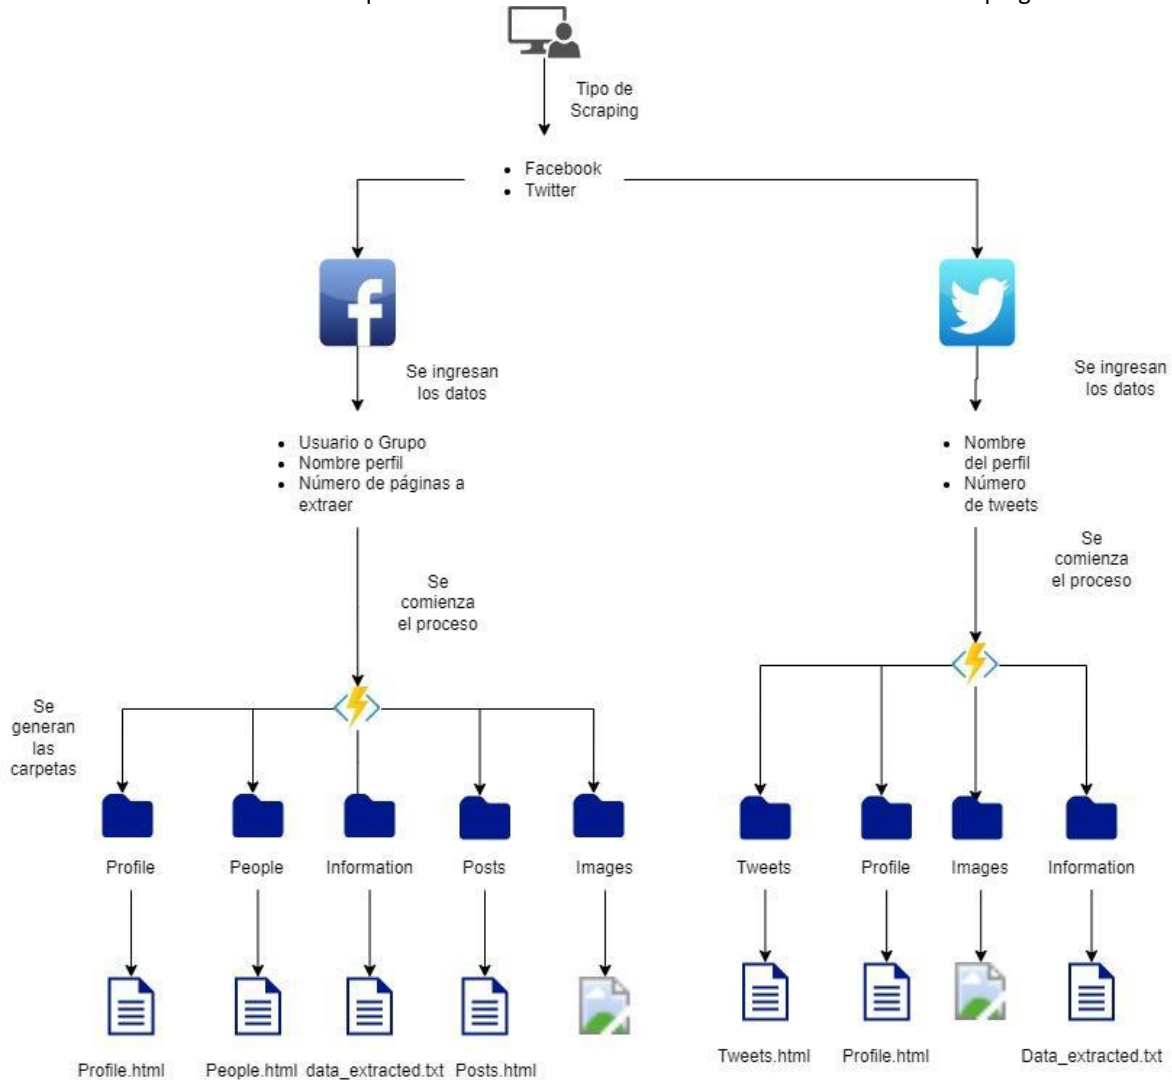 Tipo de
Scraping
Facebook
Twitter
Se ingresan
los datos
Se ingresan
los datos
Usuario o Grupo
Nombre perfil
Número de páginas a
extraer
Nombre
del perfil
Número
de tweets
Se
comienza
el proceso
Se
comienza
el proceso
Se
generan
las
carpetas
Profile
People
Information
Posts
Images
Tweets
Profile
Images
Information
Profile.html
People.html
data_extracted.txt
Posts.html
Tweets.html
Profile.html
Data_extracted.txt